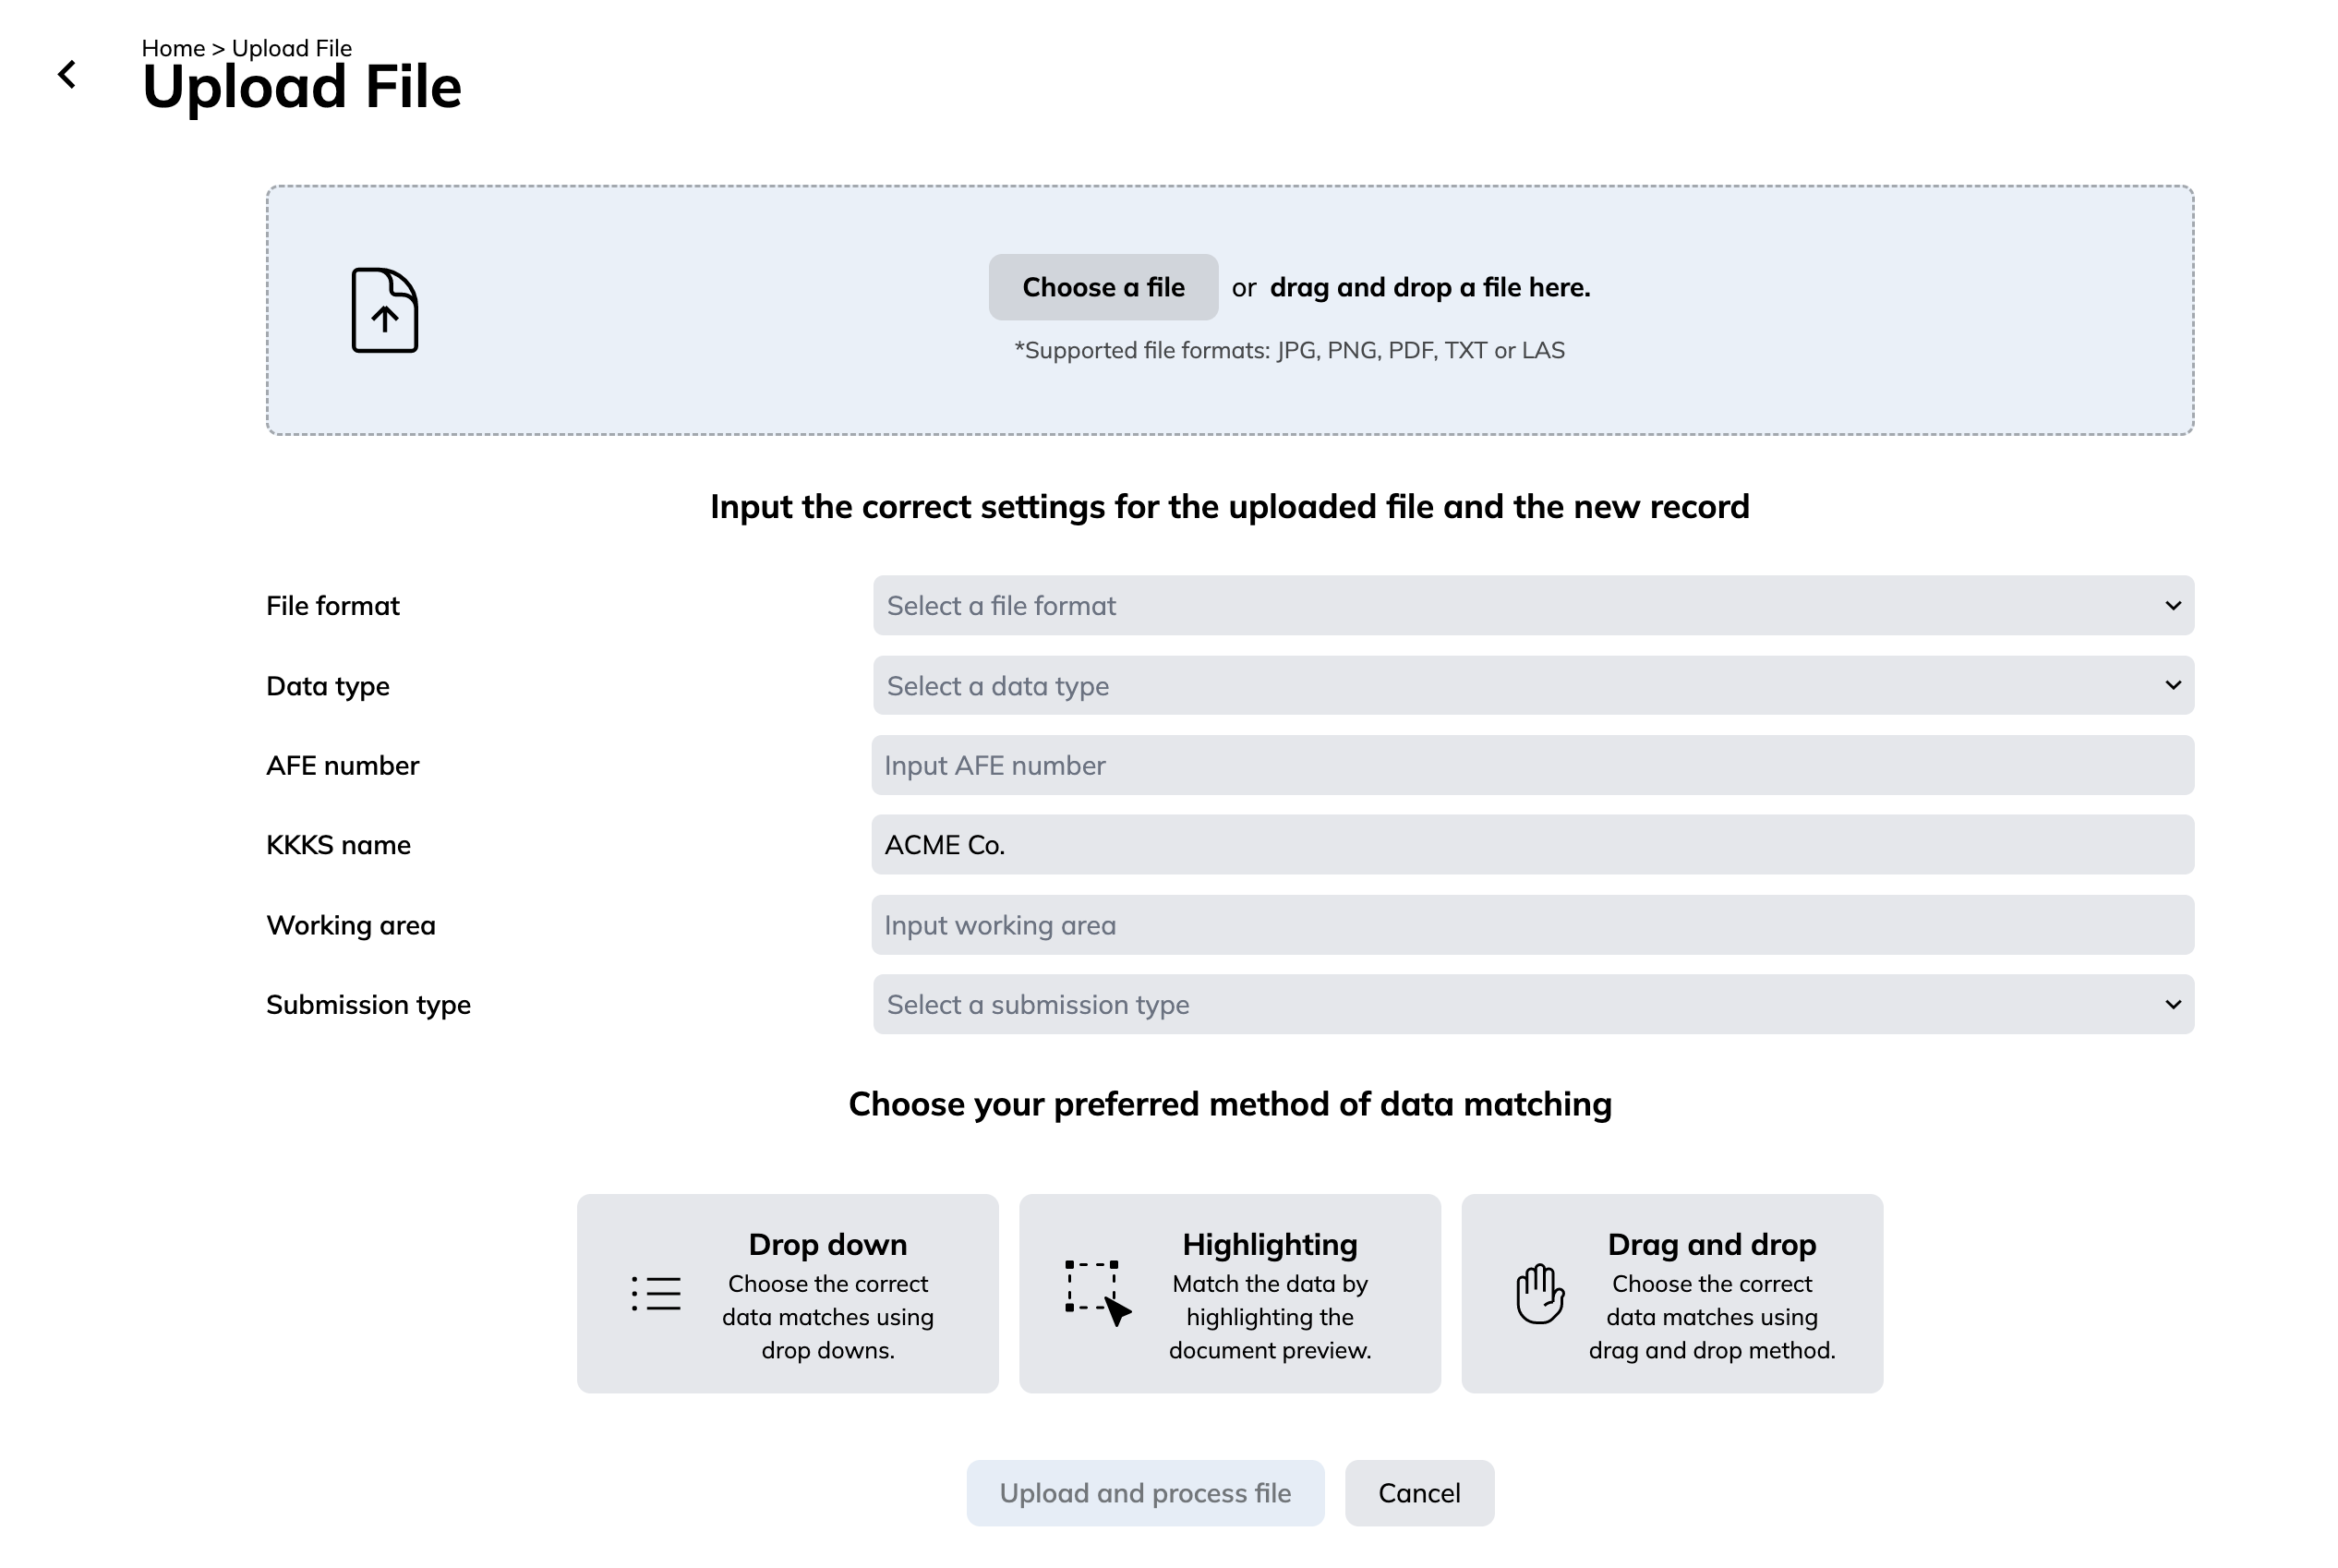 Home > Upload File
Upload File
Choose a file or drag and drop a file here.
*Supported file formats: JPG, PNG, PDF, TXT or LAS
Input the correct settings for the uploaded file and the new record
File format Select a file format
Data type Select a data type
AFE number Input AFE number
KKKS name ACME Co.
Working area Input working area
Submission type Select a submission type
Choose your preferred method of data matching
Drop down
Choose the correct
data matches using
drop downs.
Highlighting
Match the data by
highlighting the
document preview.
Drag and drop
Choose the correct
data matches using
drag and drop method.
Upload and process file Cancel